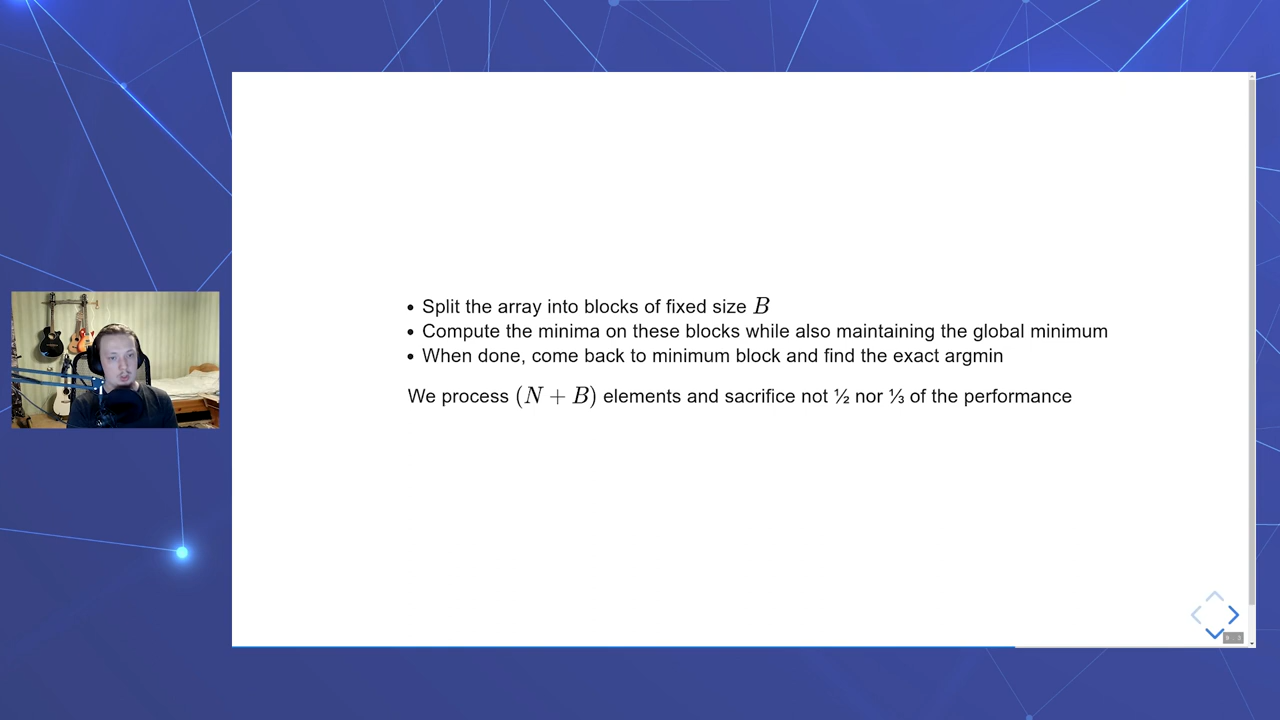 • Split the array into blocks of fixed size B
• Compute the minima on these blocks while also maintaining the global minimum
• When done, come back to minimum block and find the exact argmin
We process (N + B) elements and sacrifice not ½ nor ⅓ of the performance